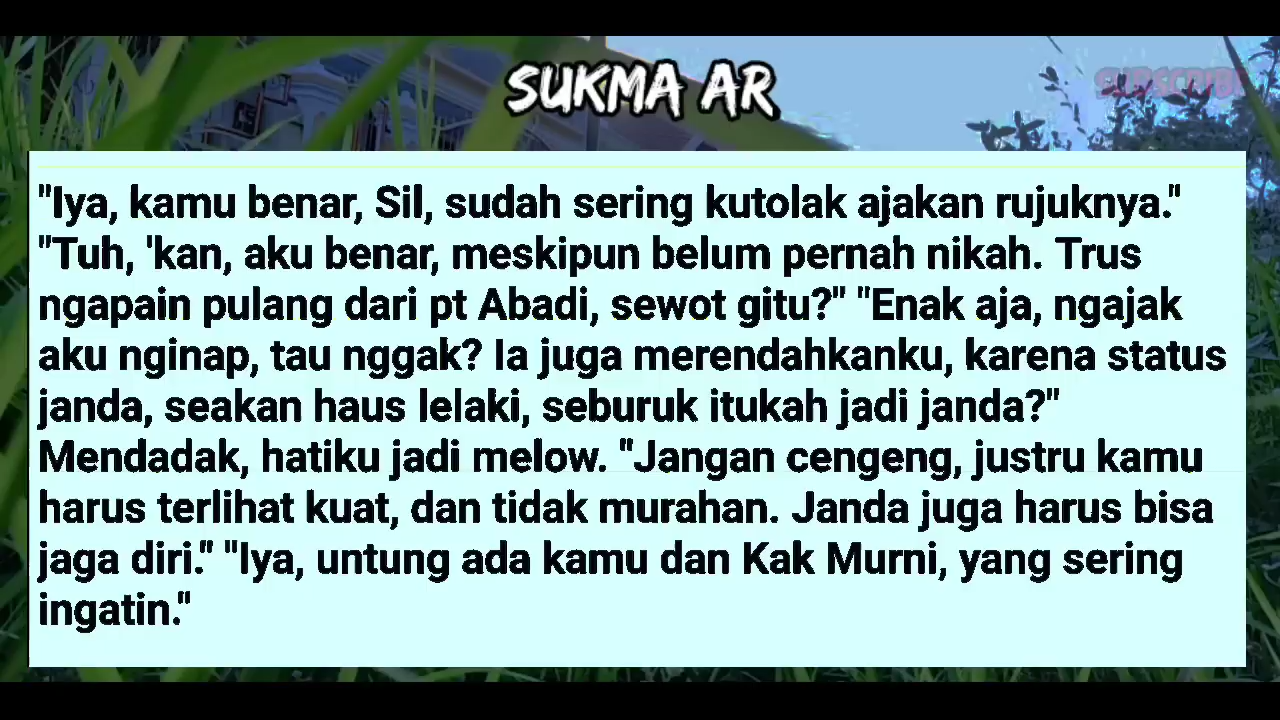 SUKMA AR
SUBSCRIBE
"Iya, kamu benar, Sil, sudah sering kutolak ajakan rujuknya."
"Tuh, 'kan, aku benar, meskipun belum pernah nikah. Trus
ngapain pulang dari pt Abadi, sewot gitu?" "Enak aja, ngajak
aku nginap, tau nggak? Ia juga merendahkanku, karena status
janda, seakan haus lelaki, seburuk itukah jadi janda?"
Mendadak, hatiku jadi melow. "Jangan cengeng, justru kamu
harus terlihat kuat, dan tidak murahan. Janda juga harus bisa
jaga diri." "Iya, untung ada kamu dan Kak Murni, yang sering
ingatin."